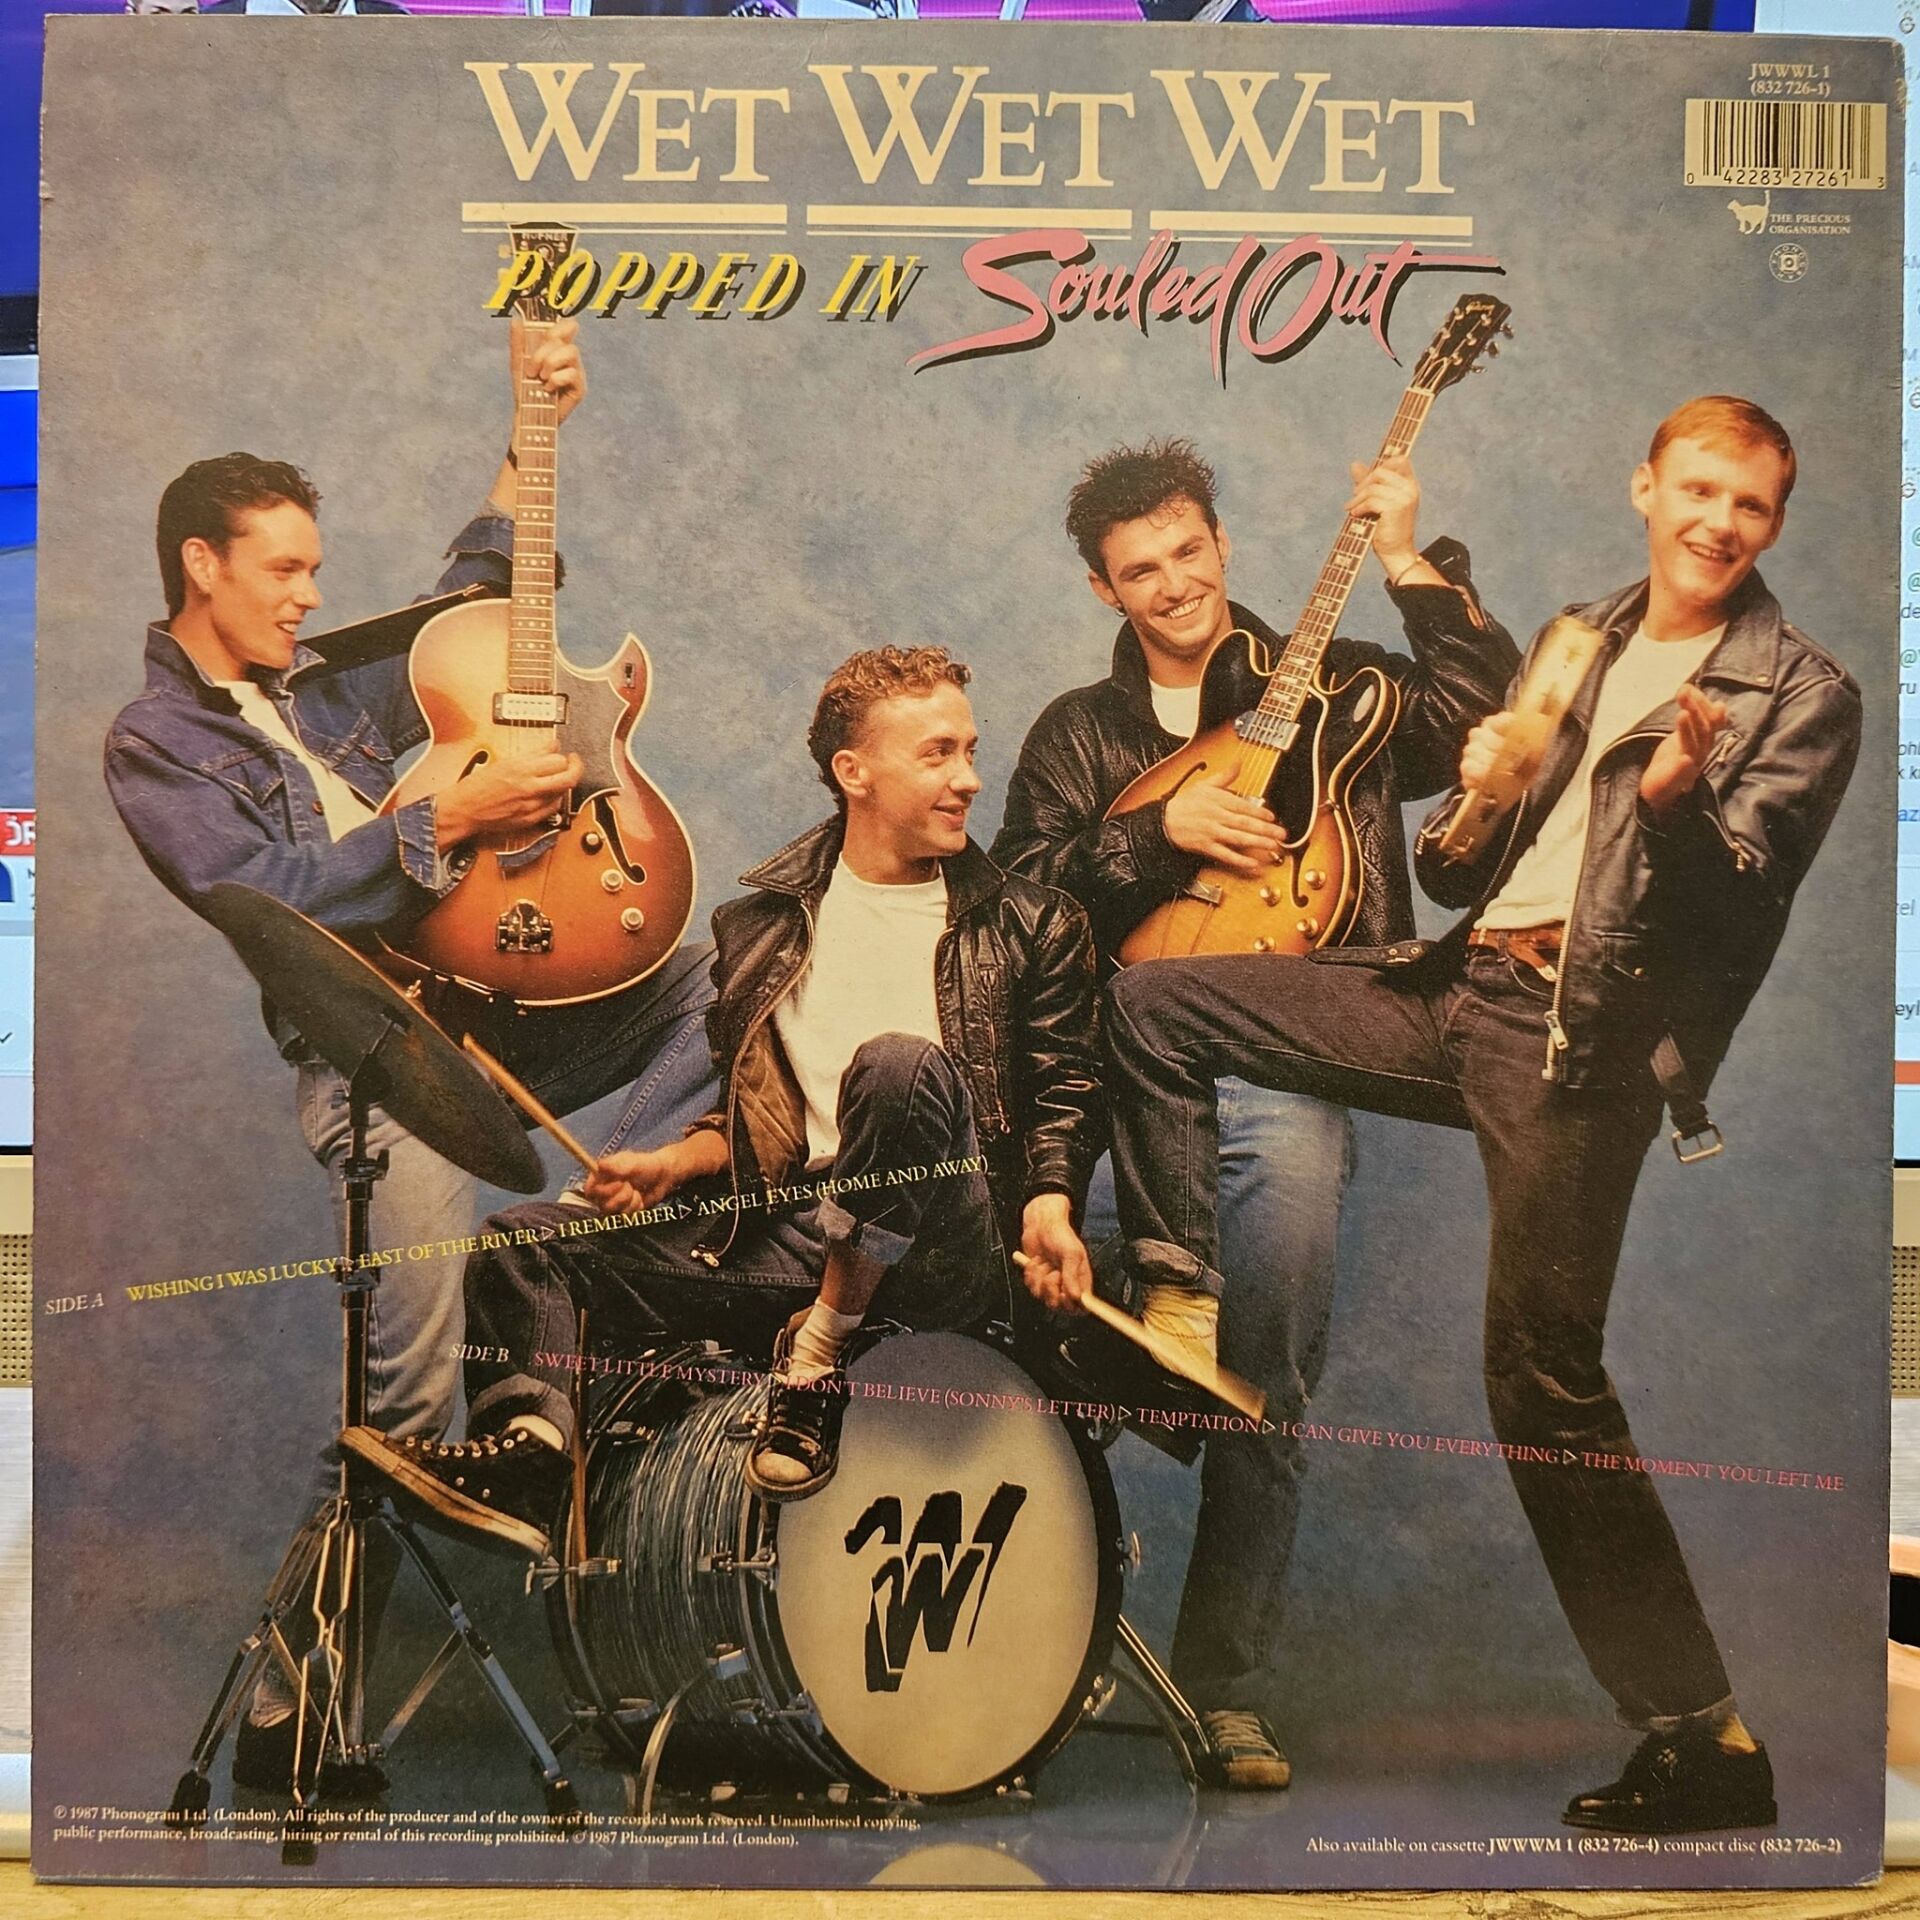 JWWWL 1
(832 726-1)
WET WET WET
0 42283 27261 3
THE PRECIOUS
ORGANISATION
HOFNER
POPPED IN Souled Out
SIDE A WISHING I WAS LUCKY ▷ EAST OF THE RIVER ▷ I REMEMBER ▷ ANGEL EYES (HOME AND AWAY)
SIDE B SWEET LITTLE MYSTERY ▷ I DON'T BELIEVE (SONNY'S LETTER) ▷ TEMPTATION ▷ I CAN GIVE YOU EVERYTHING ▷ THE MOMENT YOU LEFT ME
℗ 1987 Phonogram Ltd. (London). All rights of the producer and of the owner of the recorded work reserved. Unauthorised copying,
public performance, broadcasting, hiring or rental of this recording prohibited. © 1987 Phonogram Ltd. (London).
Also available on cassette JWWWM 1 (832 726-4) compact disc (832 726-2)